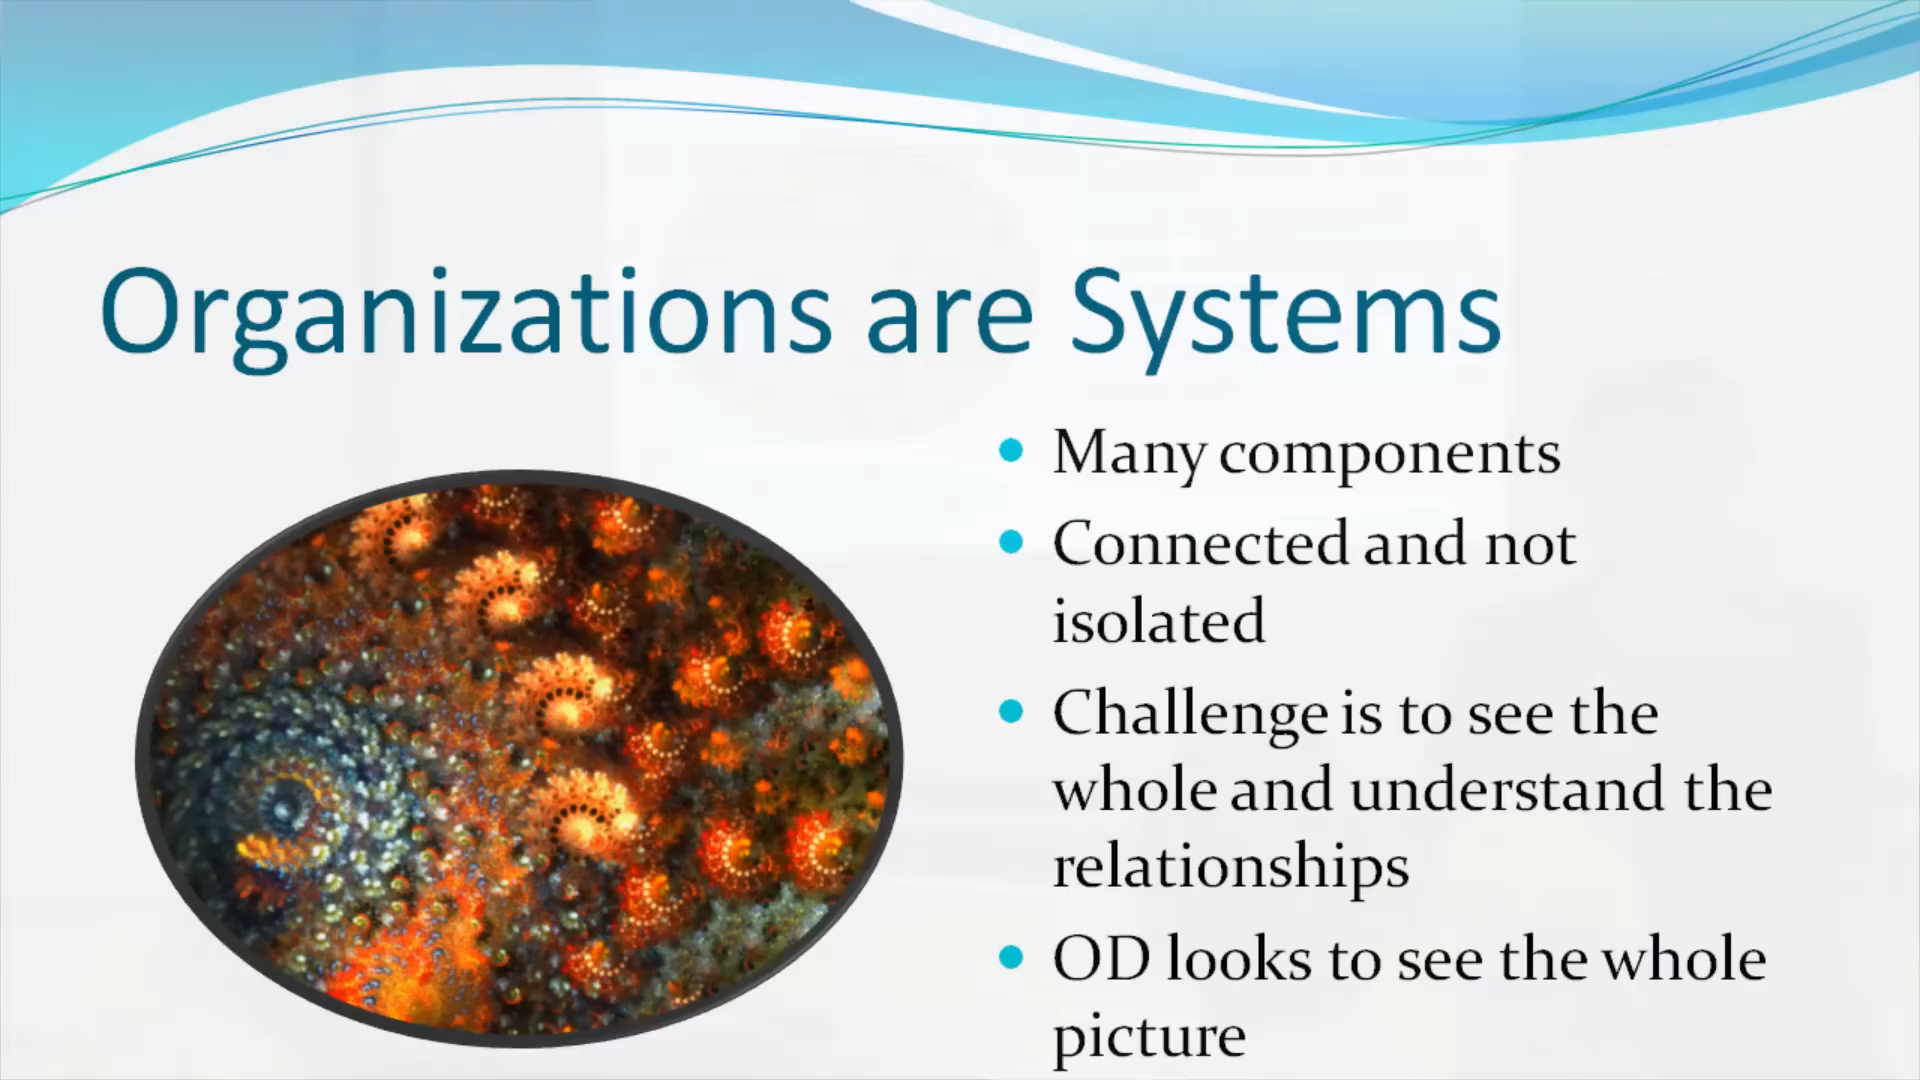 Organizations are Systems
Many components
Connected and not
isolated
Challenge is to see the
whole and understand the
relationships
OD looks to see the whole
picture